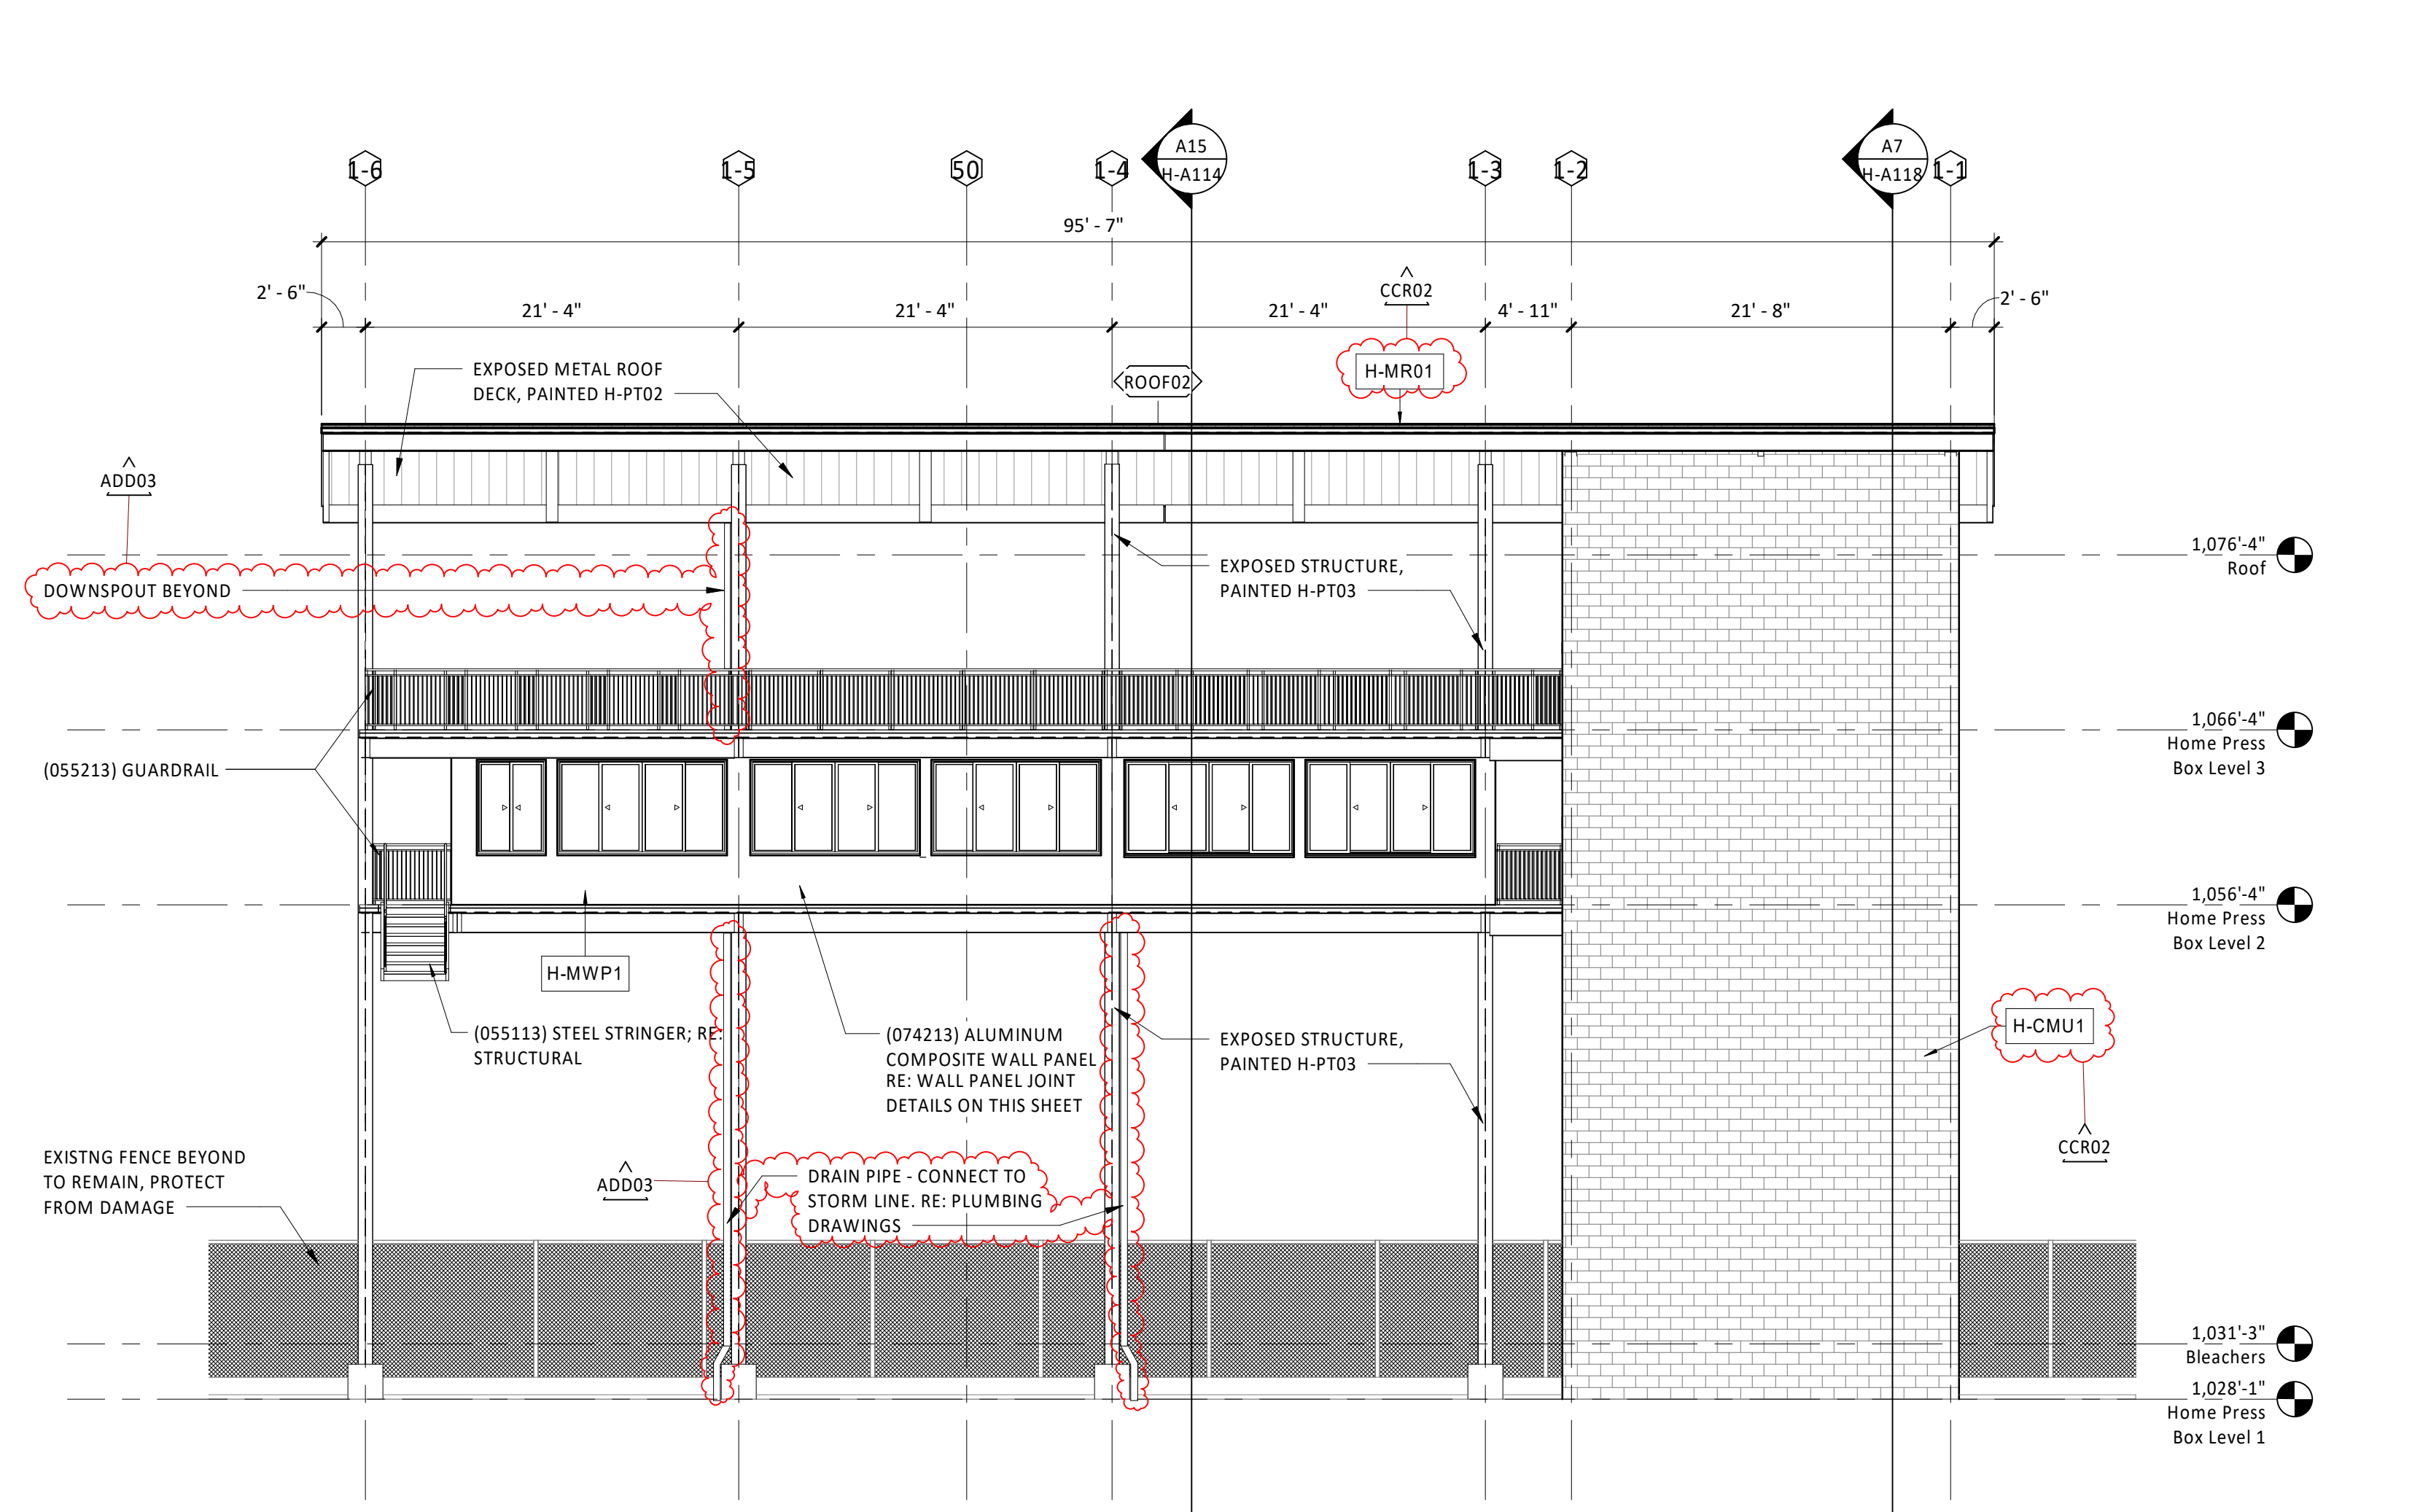 A15
H-A114
A7
H-A118
1-6
1-5
50
1-4
1-3
1-2
1-1
95' - 7"
2' - 6"
21' - 4"
21' - 4"
21' - 4"
4' - 11"
21' - 8"
2' - 6"
CCR02
H-MR01
ROOF02
EXPOSED METAL ROOF
DECK, PAINTED H-PT02
ADD03
DOWNSPOUT BEYOND
EXPOSED STRUCTURE,
PAINTED H-PT03
1,076'-4"
Roof
1,066'-4"
Home Press
Box Level 3
(055213) GUARDRAIL
1,056'-4"
Home Press
Box Level 2
H-MWP1
(055113) STEEL STRINGER; RE:
STRUCTURAL
(074213) ALUMINUM
COMPOSITE WALL PANEL
RE: WALL PANEL JOINT
DETAILS ON THIS SHEET
EXPOSED STRUCTURE,
PAINTED H-PT03
H-CMU1
CCR02
EXISTNG FENCE BEYOND
TO REMAIN, PROTECT
FROM DAMAGE
ADD03
DRAIN PIPE - CONNECT TO
STORM LINE. RE: PLUMBING
DRAWINGS
1,031'-3"
Bleachers
1,028'-1"
Home Press
Box Level 1